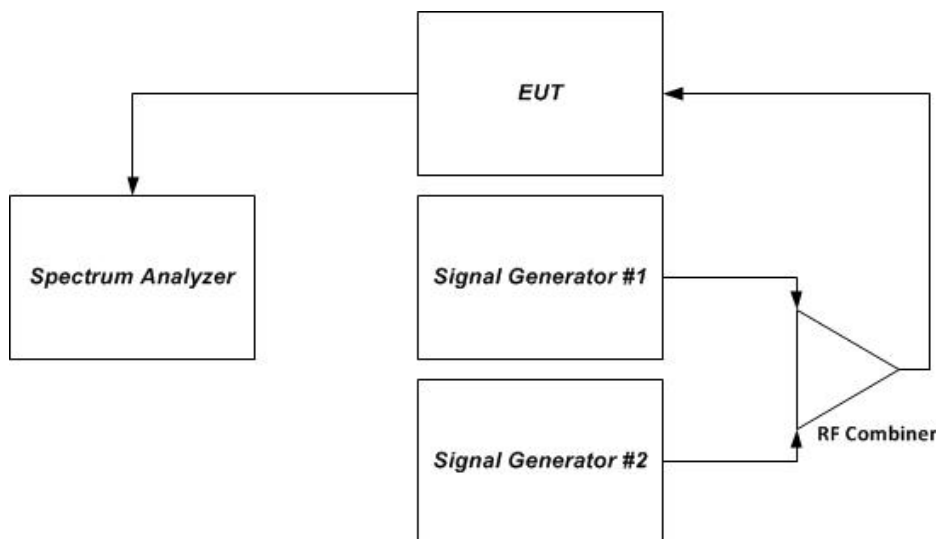 EUT
Spectrum Analyzer
Signal Generator #1
Signal Generator #2
RF Combiner